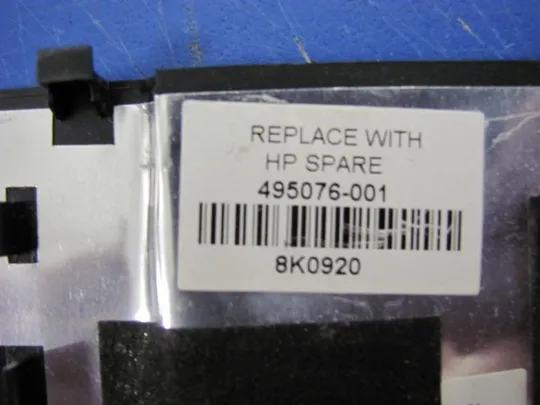 REPLACE WITH
HP SPARE
495076-001
8K0920